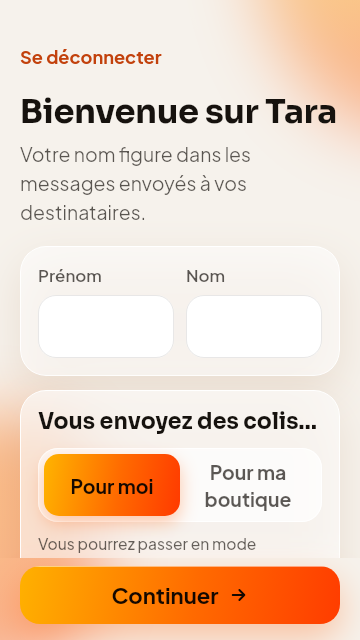 Se déconnecter
Bienvenue sur Tara
Votre nom figure dans les
messages envoyés à vos
destinataires.
Prénom Nom
Vous envoyez des colis...
Pour moi
Pour ma
boutique
Vous pourrez passer en mode
Continuer →